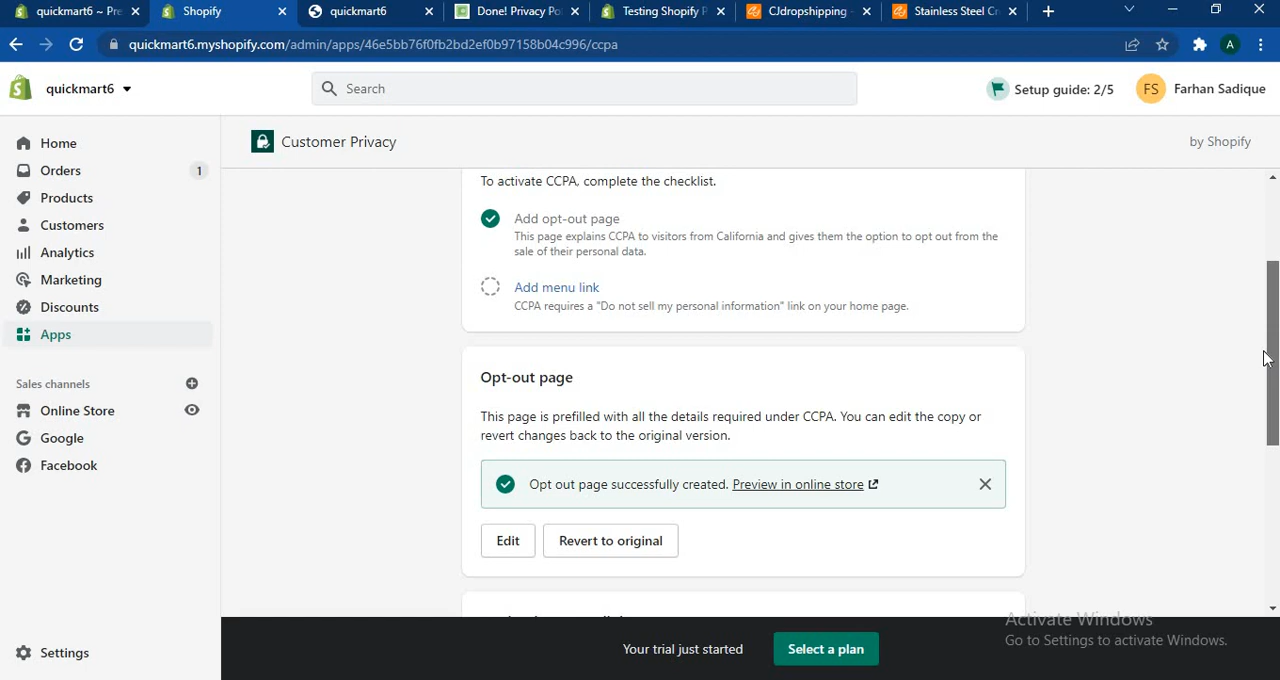 quickmart6 ~ Pre
Shopify
quickmart6
Done! Privacy Po
Testing Shopify P
CJdropshipping -
Stainless Steel Cr
quickmart6.myshopify.com/admin/apps/46e5bb76f0fb2bd2ef0b97158b04c996/ccpa
A
quickmart6
Search
Setup guide: 2/5
FS
Farhan Sadique
Home
Orders
1
Products
Customers
Analytics
Marketing
Discounts
Apps
Sales channels
Online Store
Google
Facebook
Settings
Customer Privacy
by Shopify
To activate CCPA, complete the checklist.
Add opt-out page
This page explains CCPA to visitors from California and gives them the option to opt out from the
sale of their personal data.
Add menu link
CCPA requires a "Do not sell my personal information" link on your home page.
Opt-out page
This page is prefilled with all the details required under CCPA. You can edit the copy or
revert changes back to the original version.
Opt out page successfully created. Preview in online store
Edit
Revert to original
Your trial just started
Select a plan
Activate Windows
Go to Settings to activate Windows.